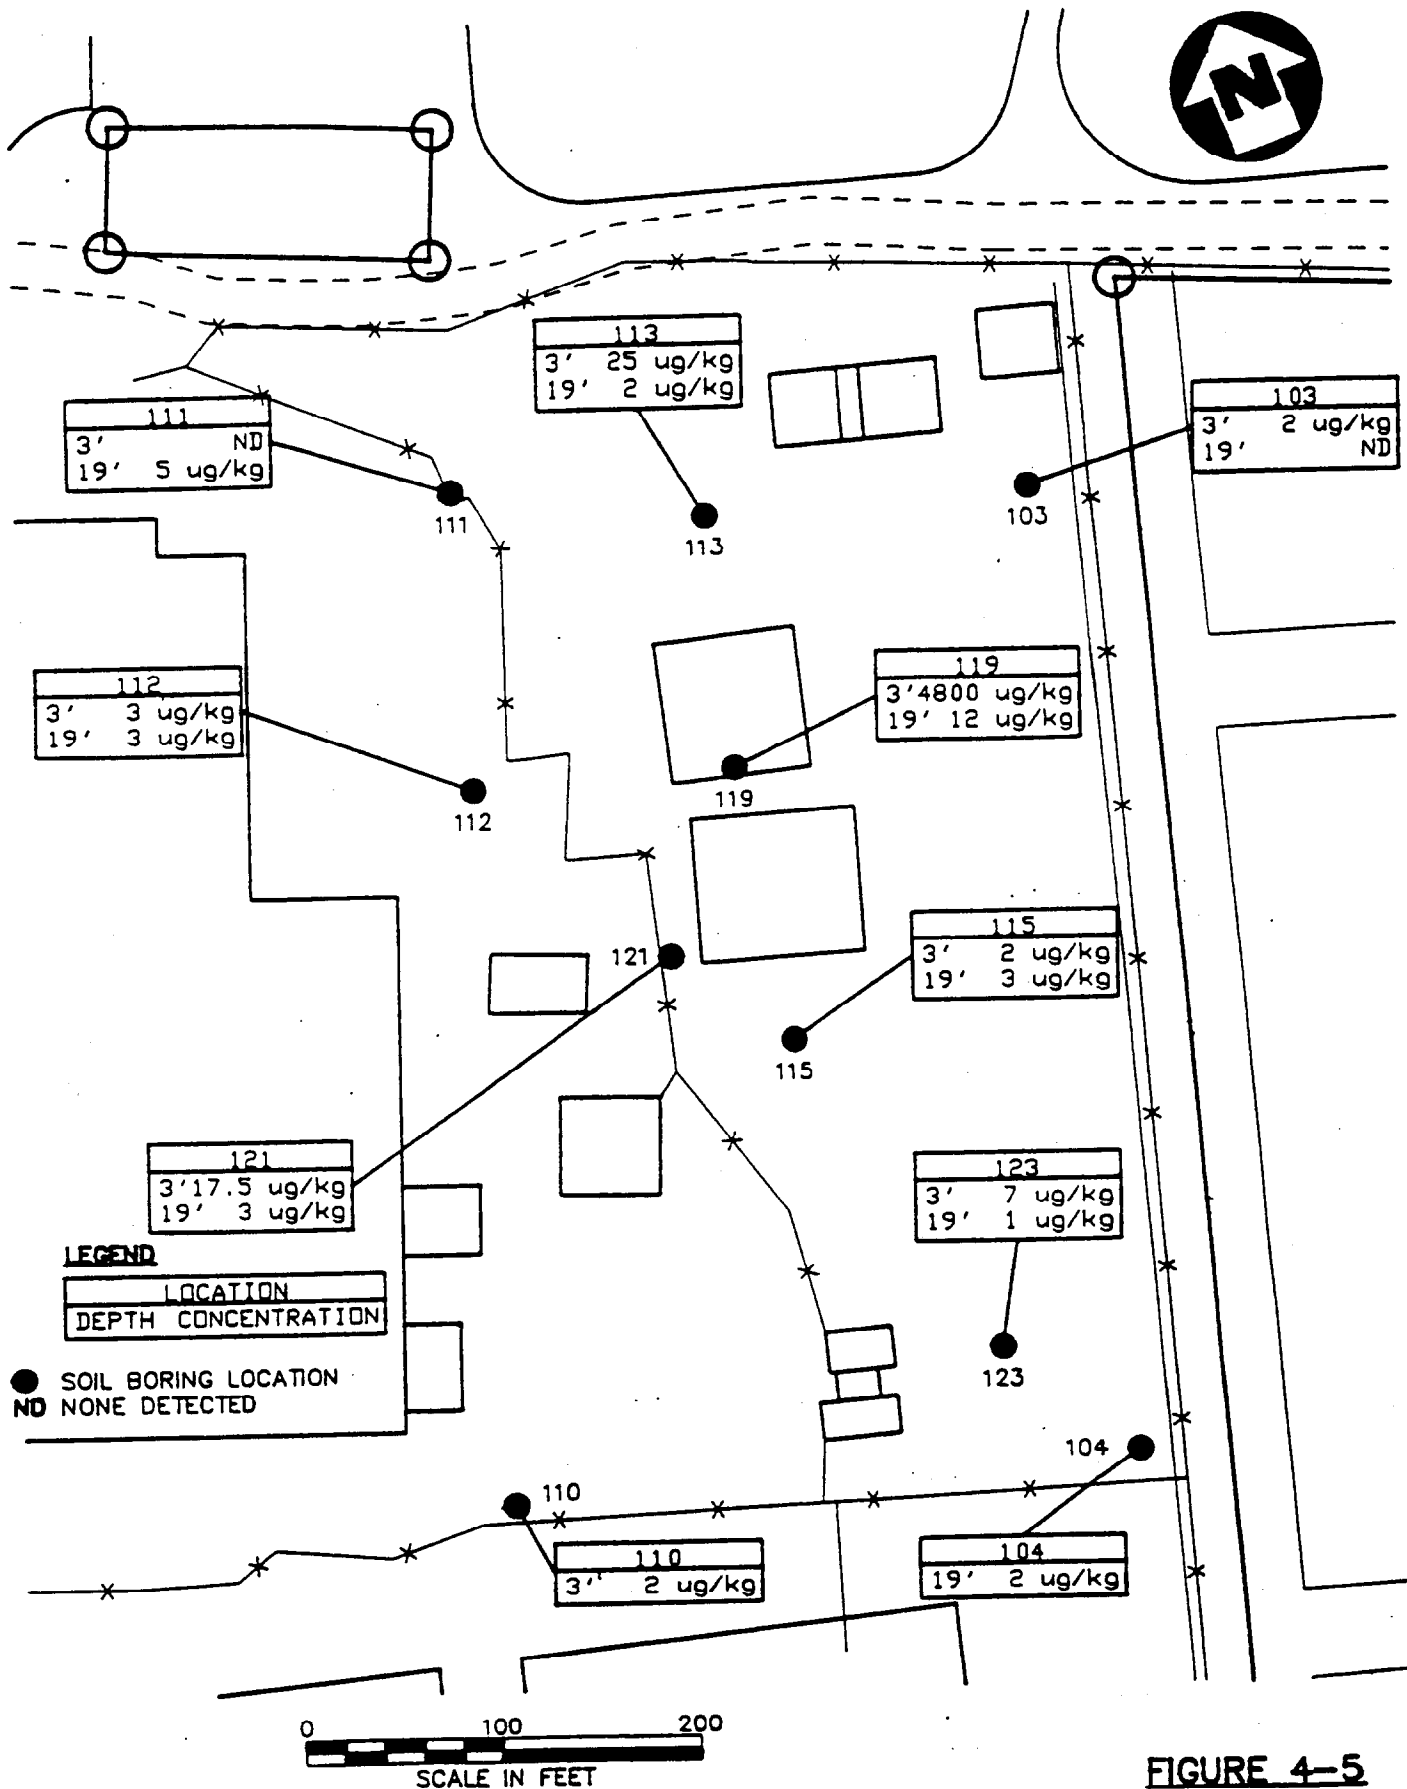 N
113
3' 25 ug/kg
19' 2 ug/kg
103
3' 2 ug/kg
19' ND
111
3' ND
19' 5 ug/kg
111
113
103
119
3'4800 ug/kg
19' 12 ug/kg
112
3' 3 ug/kg
19' 3 ug/kg
119
112
115
3' 2 ug/kg
19' 3 ug/kg
121
115
121
3'17.5 ug/kg
19' 3 ug/kg
123
3' 7 ug/kg
19' 1 ug/kg
LEGEND
LOCATION
DEPTH CONCENTRATION
SOIL BORING LOCATION
ND NONE DETECTED
123
104
110
110
3' 2 ug/kg
104
19' 2 ug/kg
0 100 200
SCALE IN FEET
FIGURE 4-5